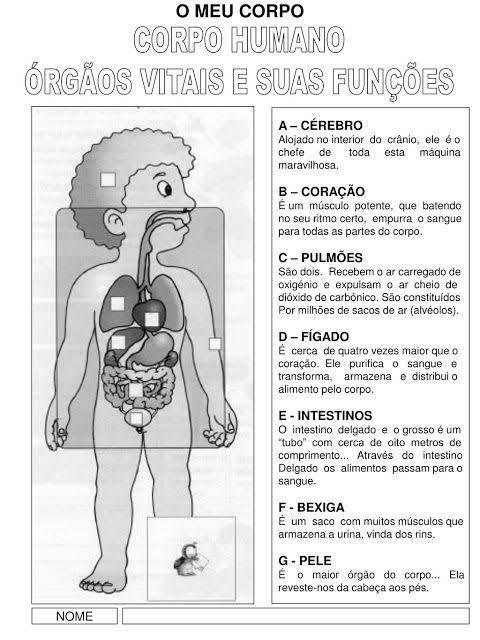 O MEU CORPO
CORPO HUMANO
ÓRGÃOS VITAIS E SUAS FUNÇÕES
A – CÉREBRO
Alojado no interior do crânio, ele é o
chefe de toda esta máquina
maravilhosa.
B – CORAÇÃO
É um músculo potente, que batendo
no seu ritmo certo, empurra o sangue
para todas as partes do corpo.
C – PULMÕES
São dois. Recebem o ar carregado de
oxigénio e expulsam o ar cheio de
dióxido de carbónico. São constituídos
Por milhões de sacos de ar (alvéolos).
D – FÍGADO
É cerca de quatro vezes maior que o
coração. Ele purifica o sangue e
transforma, armazena e distribui o
alimento pelo corpo.
E - INTESTINOS
O intestino delgado e o grosso é um
“tubo” com cerca de oito metros de
comprimento... Através do intestino
Delgado os alimentos passam para o
sangue.
F - BEXIGA
É um saco com muitos músculos que
armazena a urina, vinda dos rins.
G - PELE
É o maior órgão do corpo... Ela
reveste-nos da cabeça aos pés.
NOME